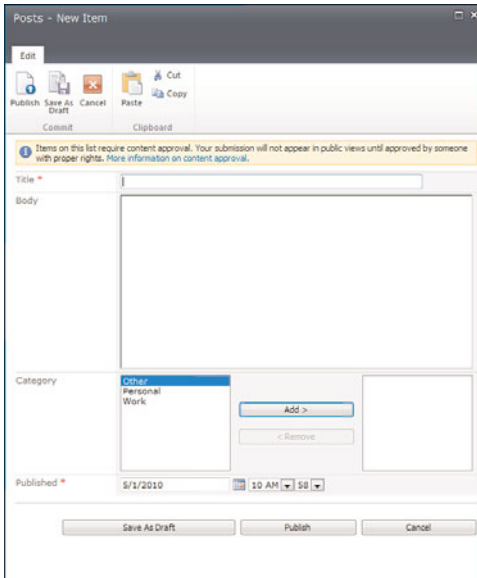 Posts - New Item
Edit
Publish Save As Draft Cancel Paste Cut Copy
Commit Clipboard
Items on this list require content approval. Your submission will not appear in public views until approved by someone
with proper rights. More information on content approval.
Title *
Body
Category
Other
Personal
Work
Add >
< Remove
Published *
5/1/2010 10 AM 58
Save As Draft Publish Cancel